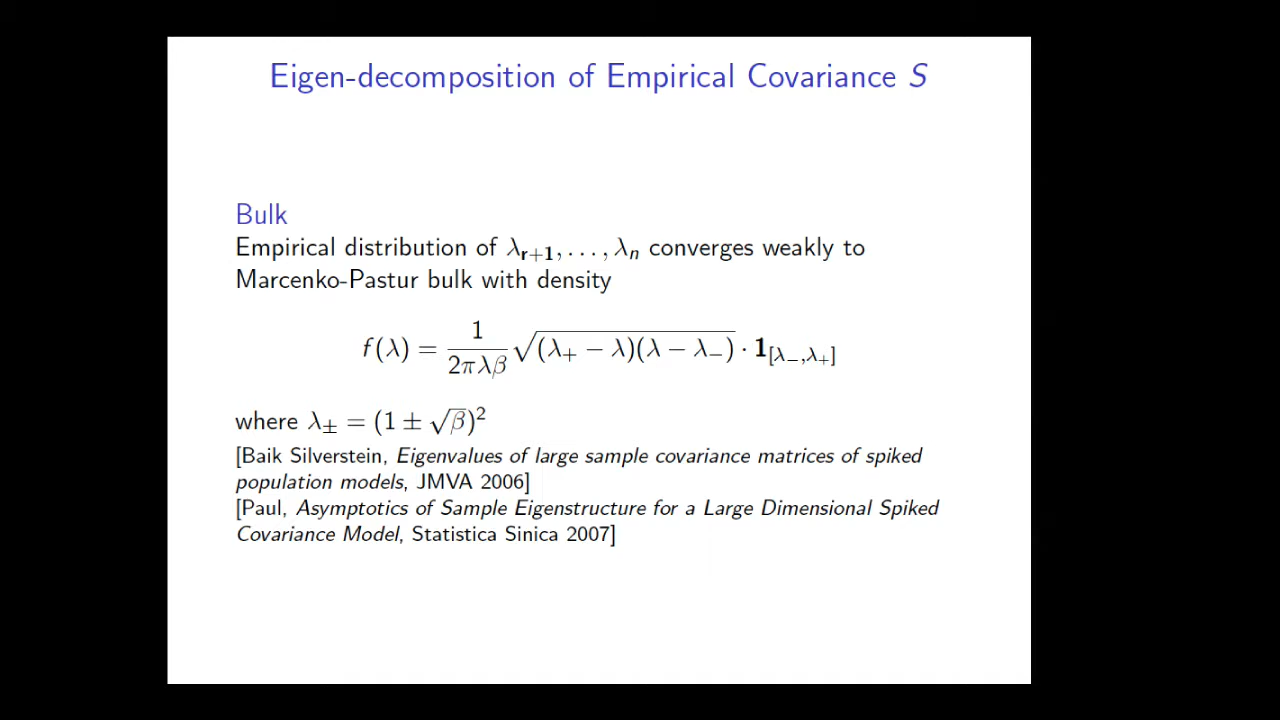 Eigen-decomposition of Empirical Covariance S
Bulk
Empirical distribution of λ_{r+1}, . . . , λ_n converges weakly to
Marcenko-Pastur bulk with density
f(λ) = \frac{1}{2πλβ} \sqrt{(λ_+ − λ)(λ − λ_−)} · 1_{[λ_−,λ_+]}
where λ_± = (1 ± √β)^2
[Baik Silverstein, Eigenvalues of large sample covariance matrices of spiked
population models, JMVA 2006]
[Paul, Asymptotics of Sample Eigenstructure for a Large Dimensional Spiked
Covariance Model, Statistica Sinica 2007]